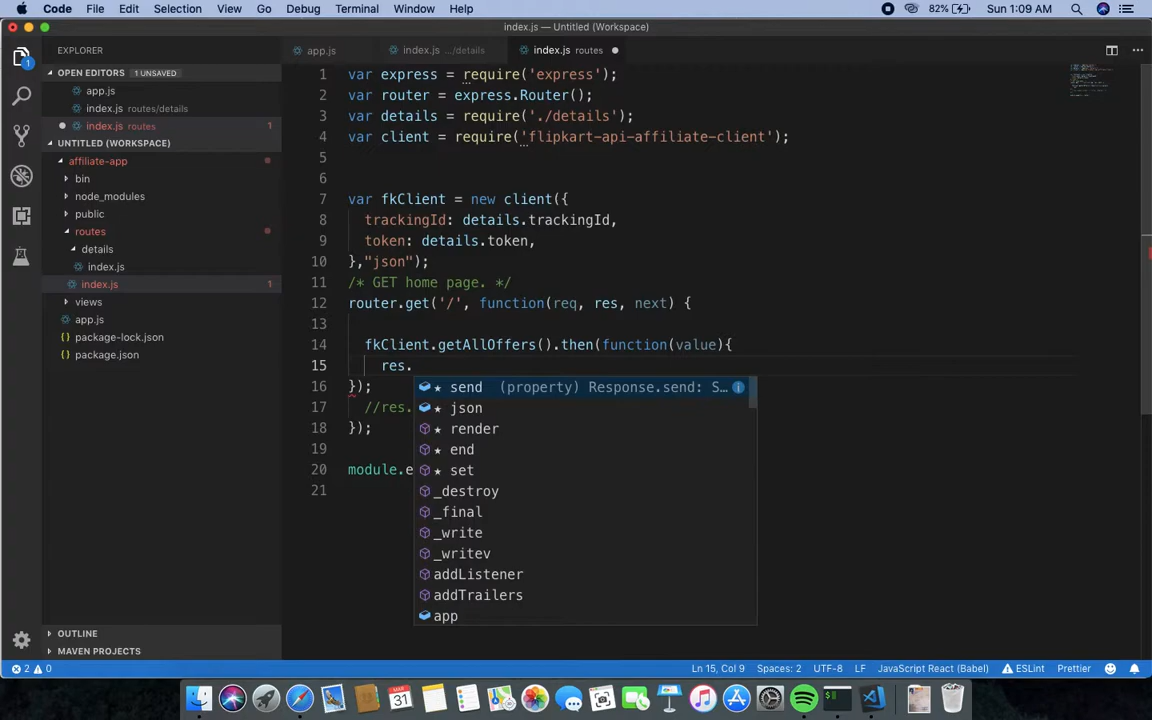 Code File Edit Selection View Go Debug Terminal Window Help 82% Sun 1:09 AM
index.js — Untitled (Workspace)
EXPLORER
OPEN EDITORS 1 UNSAVED
app.js
index.js routes/details
index.js routes 1
UNTITLED (WORKSPACE)
affiliate-app
bin
node_modules
public
routes
details
index.js
index.js 1
views
app.js
package-lock.json
package.json
OUTLINE
MAVEN PROJECTS
1
app.js index.js .../details index.js routes
1 var express = require('express');
2 var router = express.Router();
3 var details = require('./details');
4 var client = require('flipkart-api-affiliate-client');
5
6
7 var fkClient = new client({
8 trackingId: details.trackingId,
9 token: details.token,
10 },"json");
11 /* GET home page. */
12 router.get('/', function(req, res, next) {
13
14 fkClient.getAllOffers().then(function(value){
15 res.
16 });
17 //res.
18 });
19
20 module.e
21
send (property) Response.send: S…
json
render
end
set
_destroy
_final
_write
_writev
addListener
addTrailers
app
2 0 Ln 15, Col 9 Spaces: 2 UTF-8 LF JavaScript React (Babel) ESLint Prettier
MAR
31